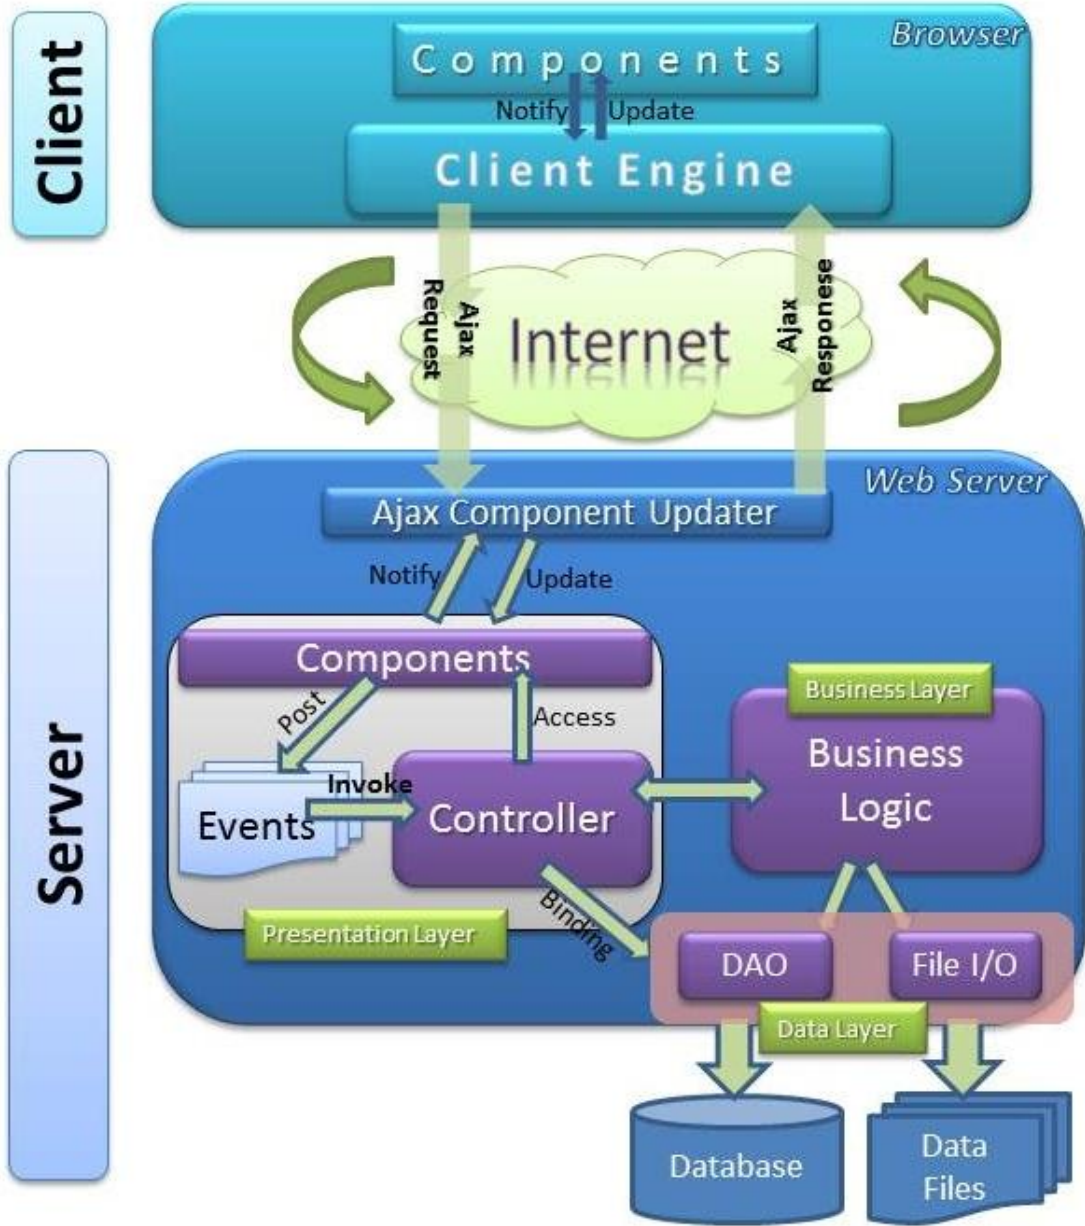 Client
Browser
Components
Notify
Update
Client Engine
Ajax
Request
Internet
Ajax
Responese
Server
Web Server
Ajax Component Updater
Notify
Update
Components
Post
Access
Business Layer
Business
Logic
Invoke
Events
Controller
Binding
Presentation Layer
DAO
File I/O
Data Layer
Database
Data
Files